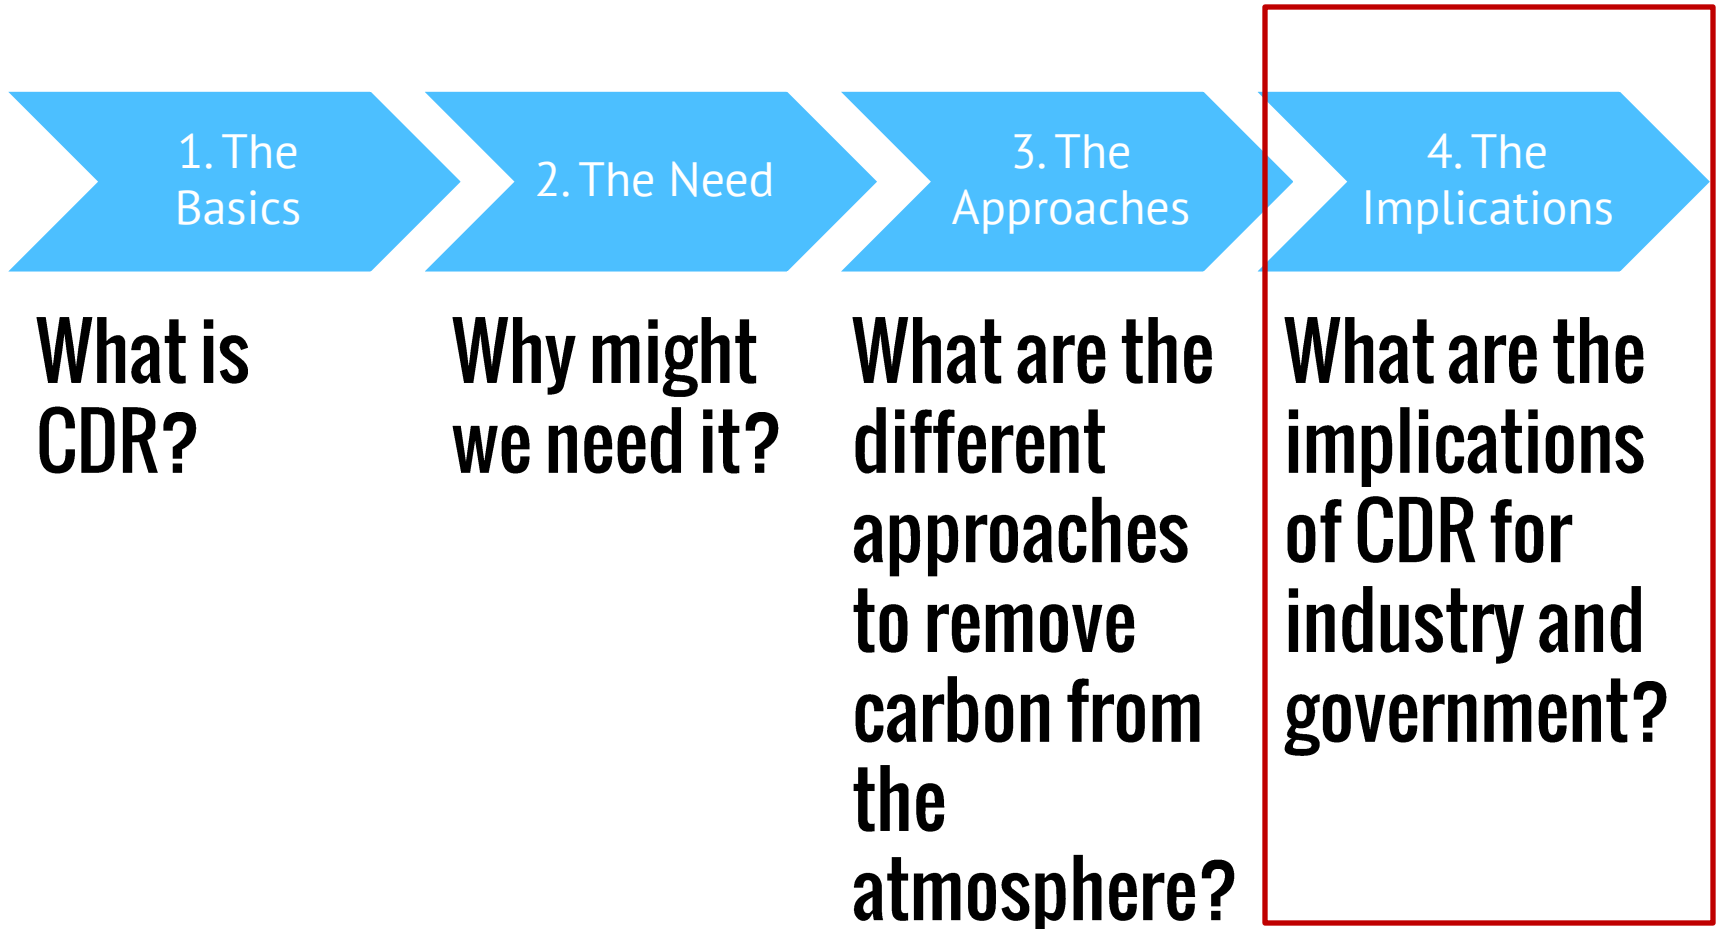 1. The
Basics
2. The Need
3. The
Approaches
4. The
Implications
What is
CDR?
Why might
we need it?
What are the
different
approaches
to remove
carbon from
the
atmosphere?
What are the
implications
of CDR for
industry and
government?